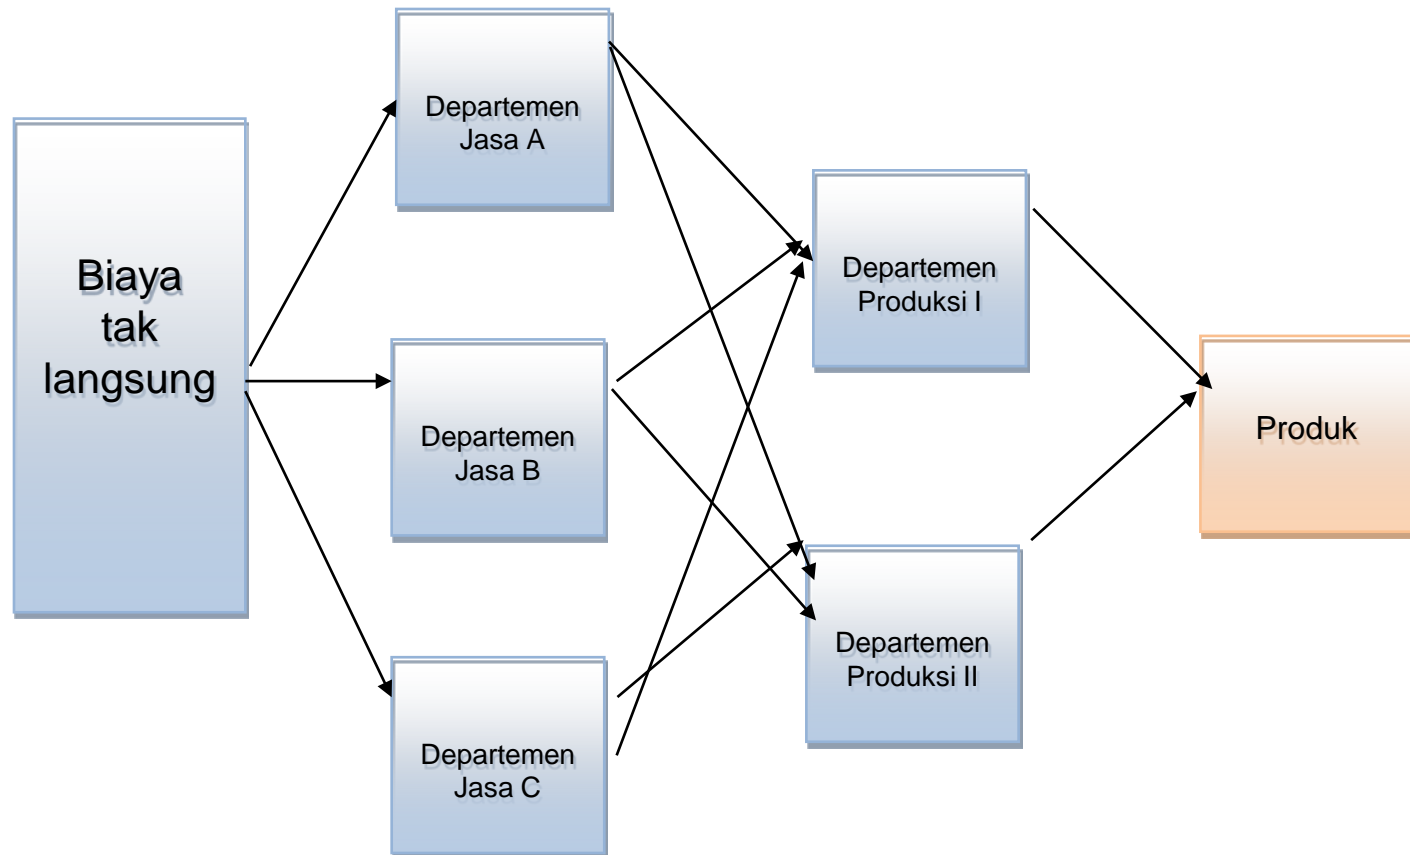 Biaya
tak
langsung
Departemen
Jasa A
Departemen
Jasa B
Departemen
Jasa C
Departemen
Produksi I
Departemen
Produksi II
Produk